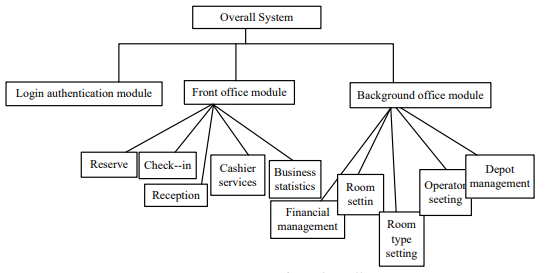 Overall System
Login authentication module
Front office module
Background office module
Reserve
Check--in
Reception
Cashier
services
Business
statistics
Financial
management
Room
settin
Room
type
setting
Operator
seeting
Depot
management